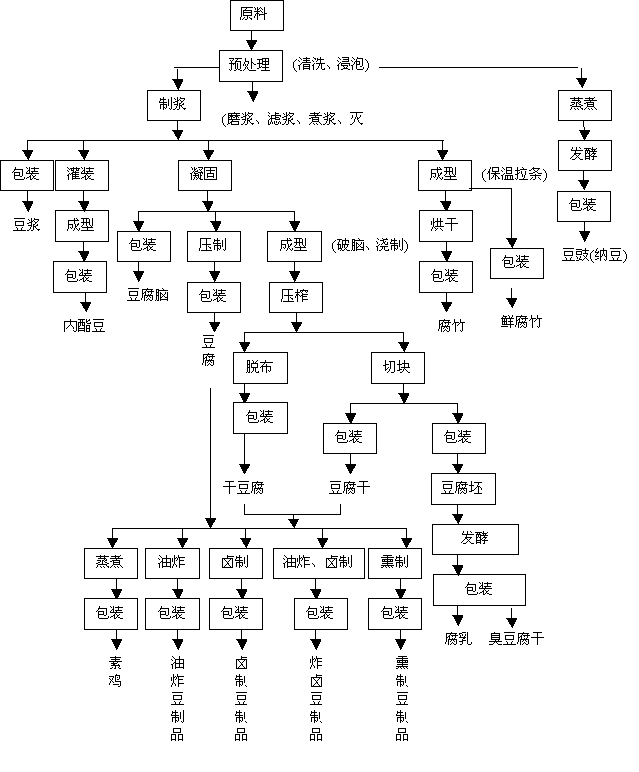 原料
预处理
(清洗、浸泡)
制浆
(磨浆、滤浆、煮浆、灭
蒸煮
发酵
包装
豆豉(纳豆)
包装
灌装
凝固
成型
(保温拉条)
豆浆
成型
包装
内酯豆
包装
压制
成型
(破脑、浇制)
烘干
包装
豆腐脑
包装
压榨
包装
豆腐
腐竹
鲜腐竹
脱布
切块
包装
包装
包装
干豆腐
豆腐干
豆腐坯
发酵
包装
腐乳
臭豆腐干
蒸煮
油炸
卤制
油炸、卤制
熏制
包装
包装
包装
包装
包装
素鸡
油炸豆制品
卤制豆制品
炸卤豆制品
熏制豆制品